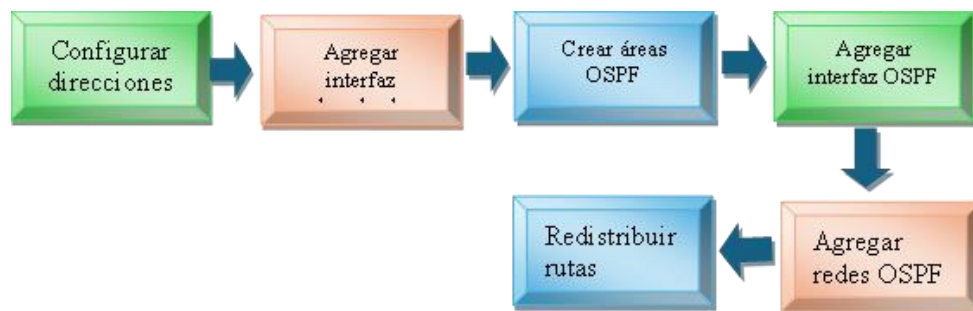 Configurar
direcciones
Agregar
interfaz
Crear áreas
OSPF
Agregar
interfaz OSPF
Agregar
redes OSPF
Redistribuir
rutas